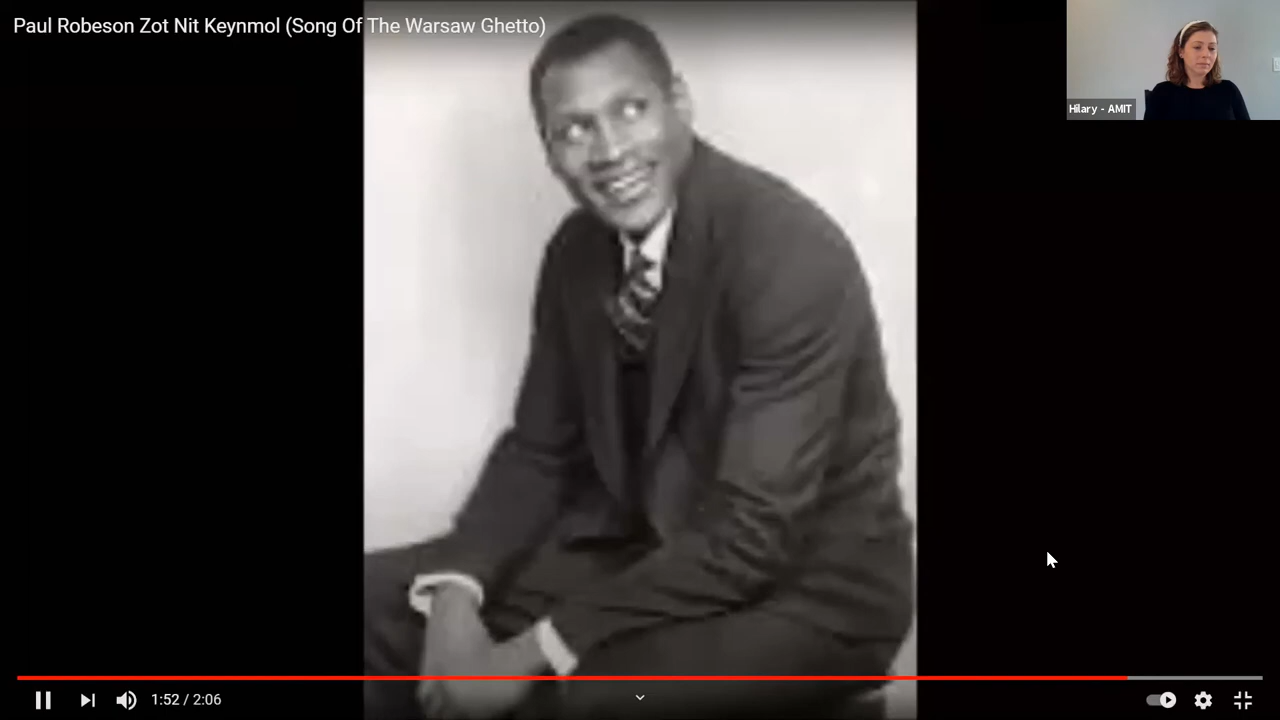 Paul Robeson Zot Nit Keynmol (Song Of The Warsaw Ghetto)
Hilary - AMIT
1:52 / 2:06